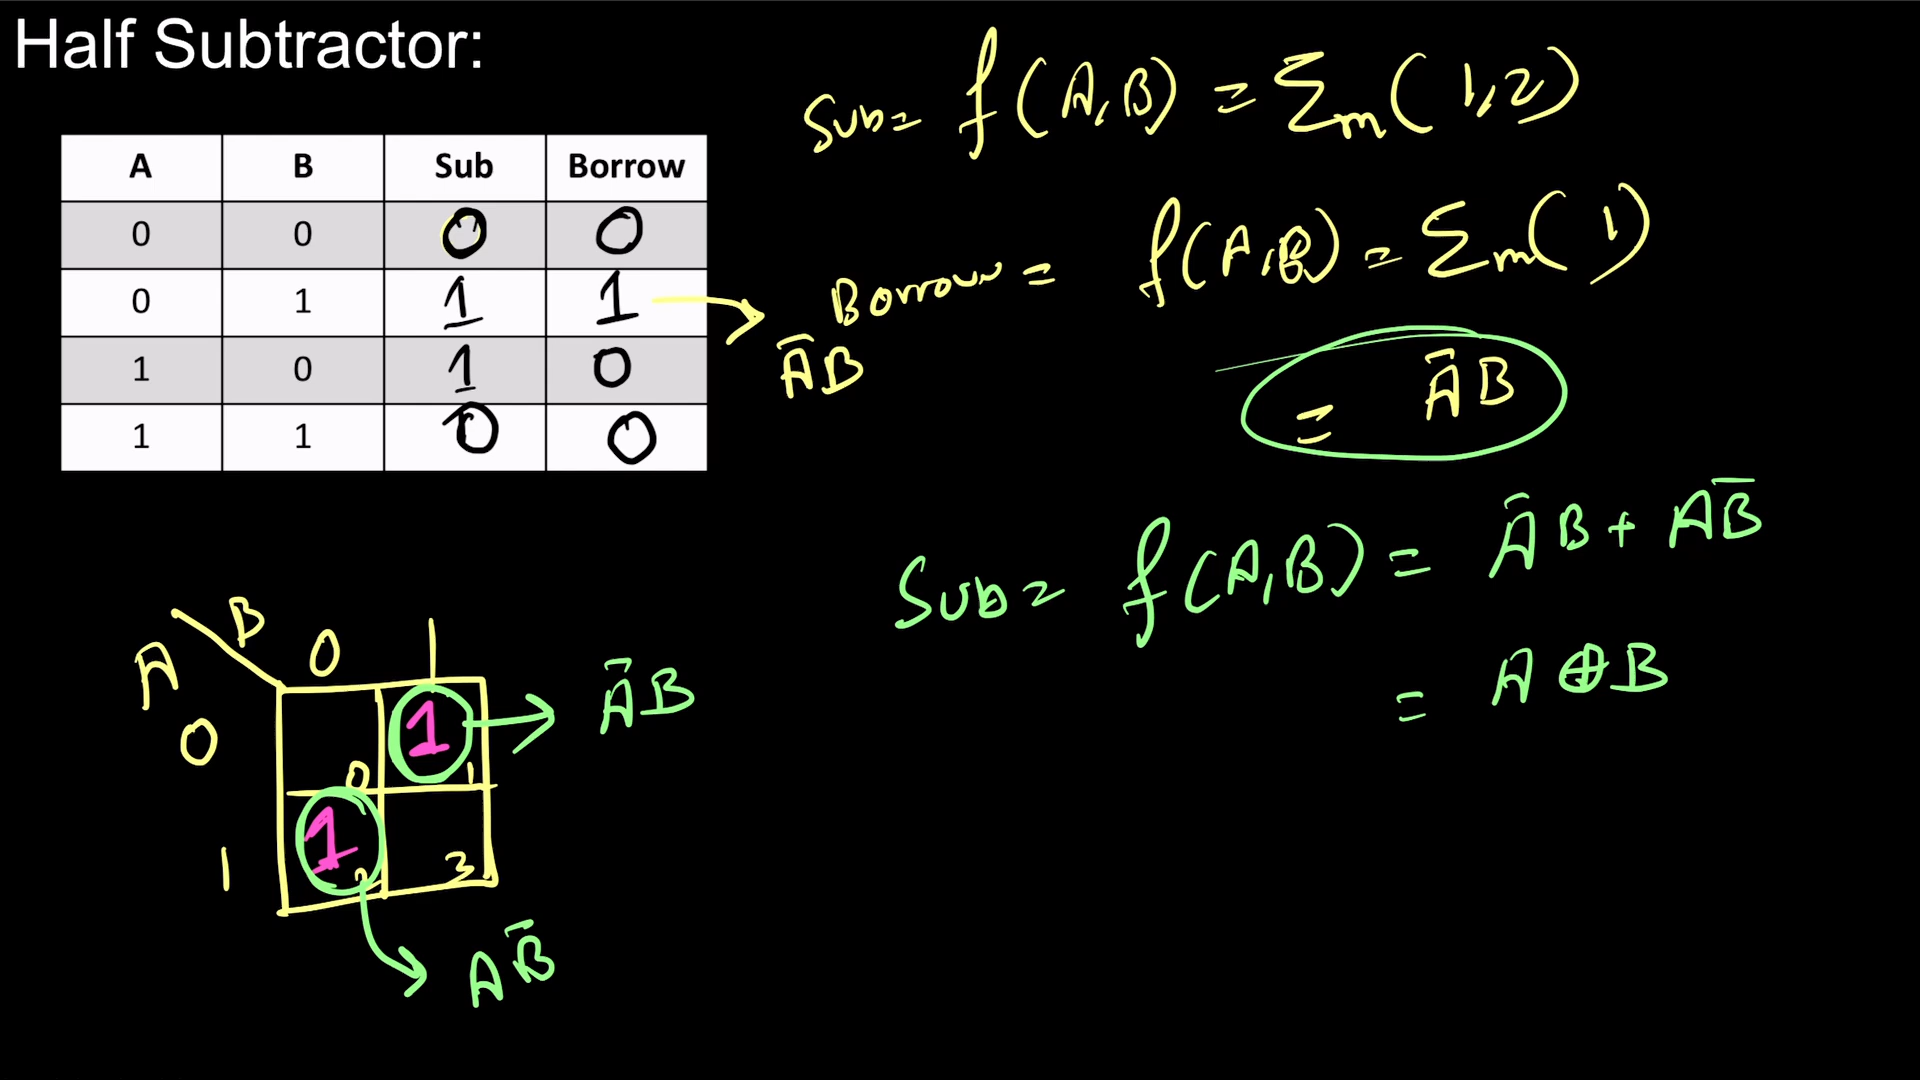 Half Subtractor:
A B Sub Borrow
0 0 0 0
0 1 1 1
1 0 1 0
1 1 0 0
Sub = f(A,B) = Σm(1,2)
Borrow = f(A,B) = Σm(1)
ĀB
= ĀB
Sub = f(A,B) = ĀB + AB̄
= A ⊕ B
B
A 0 1
0 1 ĀB
0 1
1 1
2 3
AB̄